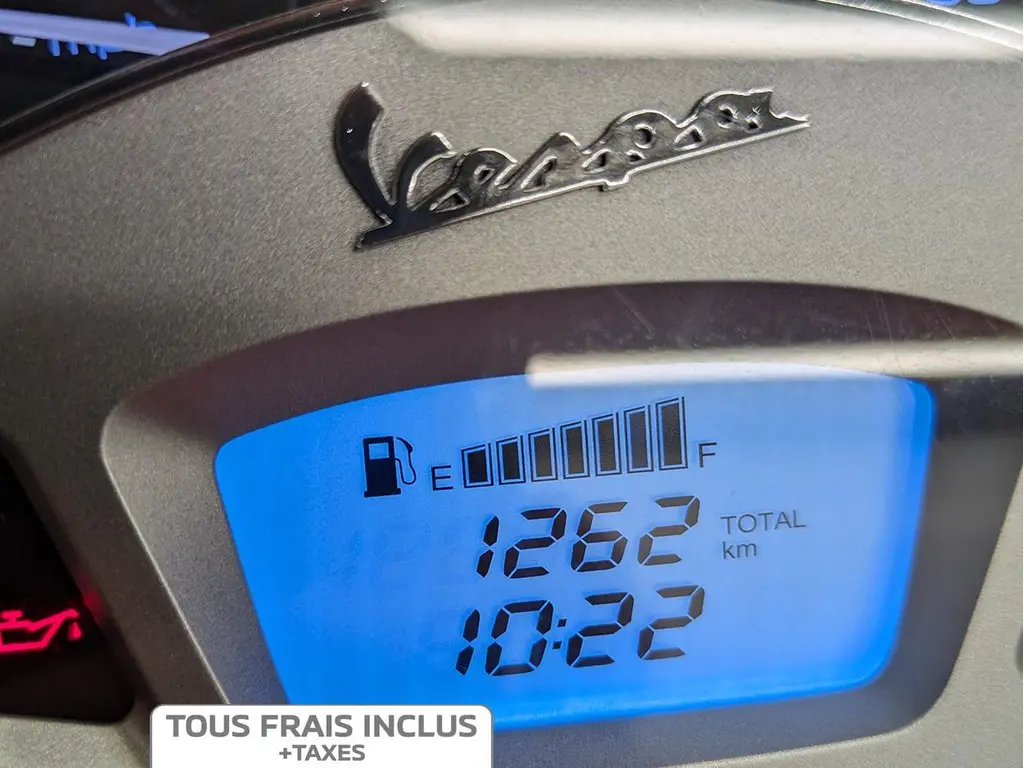 Vespa
E F
1262 TOTAL
km
10:22
TOUS FRAIS INCLUS
+TAXES